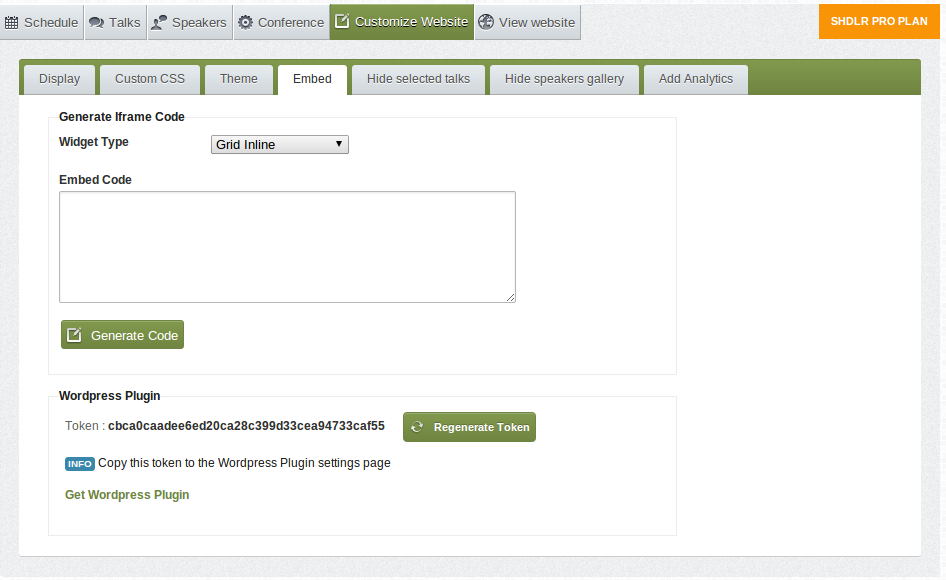 Schedule Talks Speakers Conference Customize Website View website SHDLR PRO PLAN
Display Custom CSS Theme Embed Hide selected talks Hide speakers gallery Add Analytics
Generate Iframe Code
Widget Type Grid Inline
Embed Code
Generate Code
Wordpress Plugin
Token : cbca0caadee6ed20ca28c399d33cea94733caf55 Regenerate Token
INFO Copy this token to the Wordpress Plugin settings page
Get Wordpress Plugin